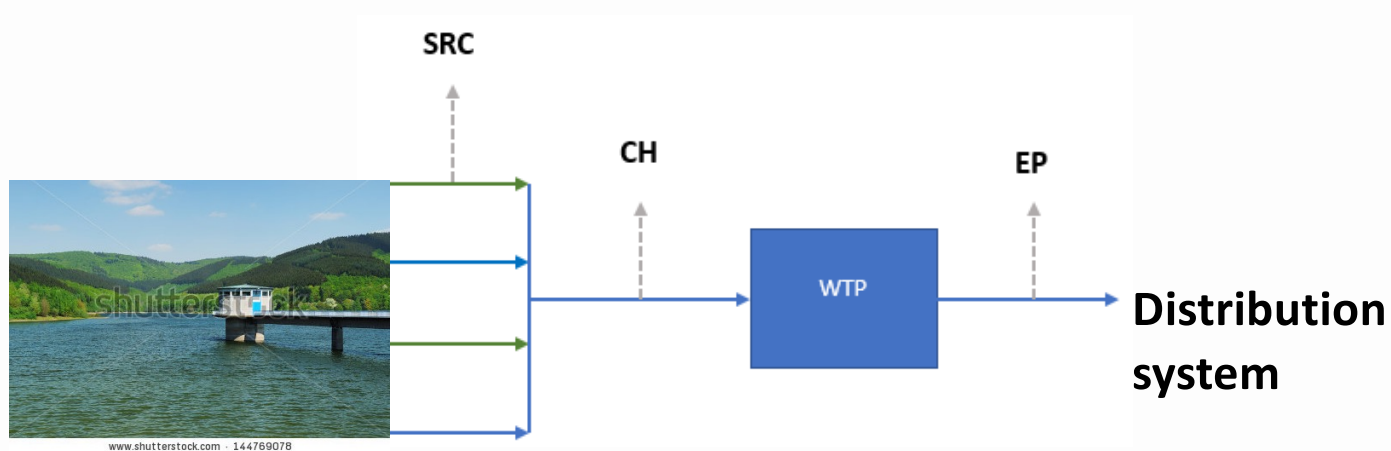 SRC
CH
EP
WTP
shutterstock
Distribution
system
www.shutterstock.com · 144769078